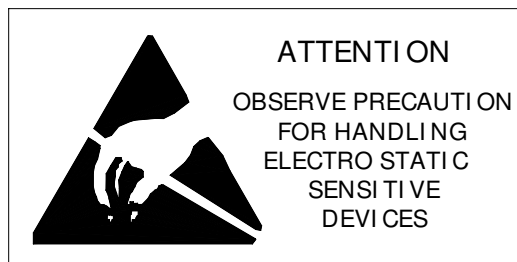 ATTENTION
OBSERVE PRECAUTION
FOR HANDLING
ELECTRO STATIC
SENSITIVE
DEVICES